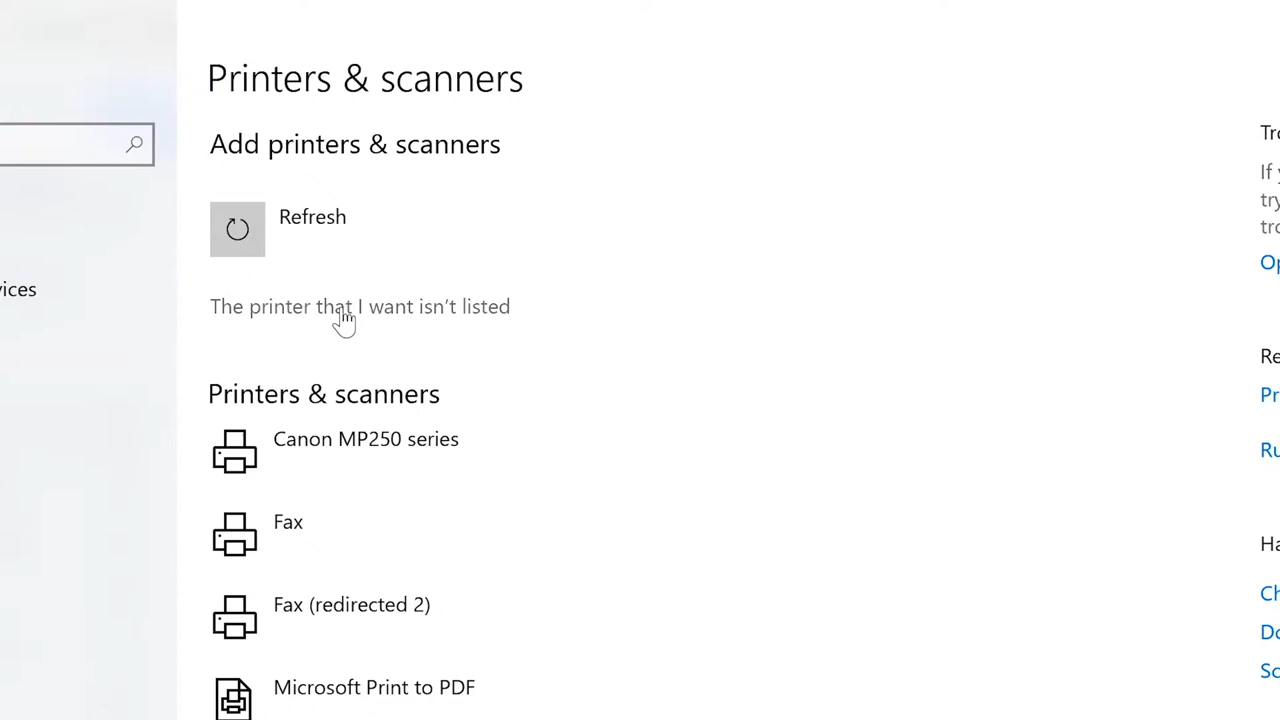 Printers & scanners
Add printers & scanners
Refresh
The printer that I want isn't listed
Printers & scanners
Canon MP250 series
Fax
Fax (redirected 2)
Microsoft Print to PDF